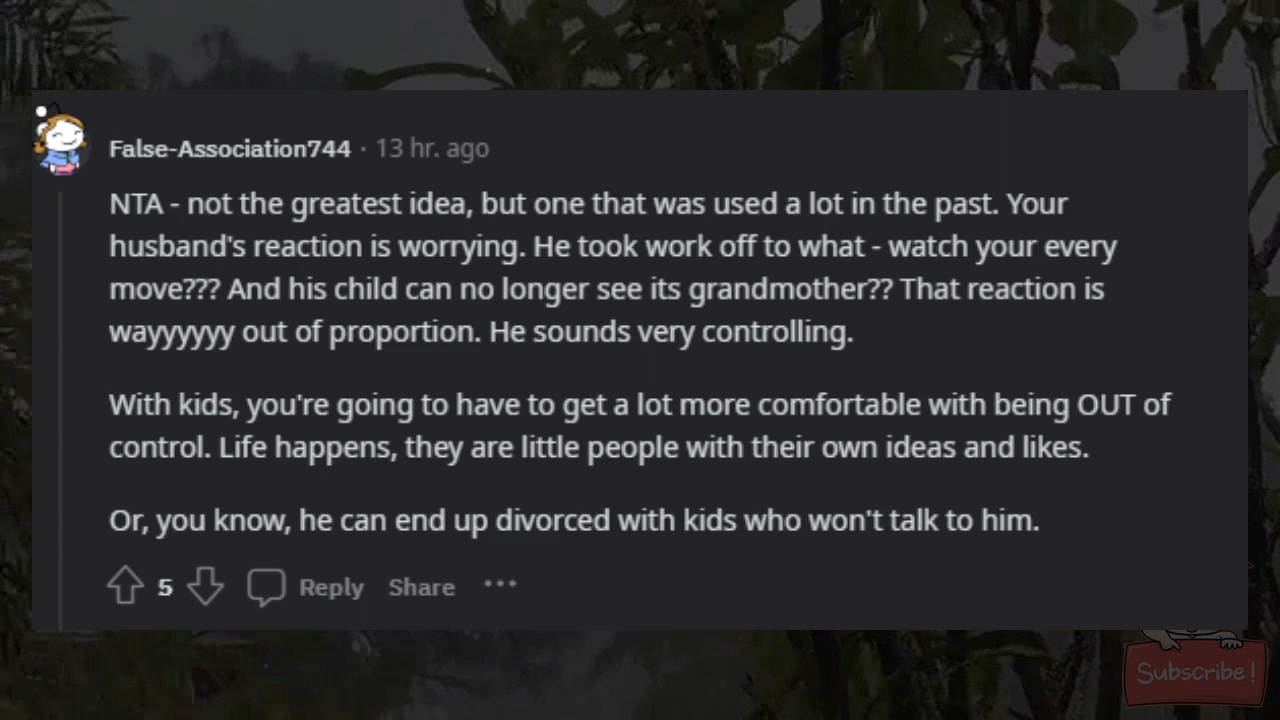 False-Association744 · 13 hr. ago
NTA - not the greatest idea, but one that was used a lot in the past. Your
husband's reaction is worrying. He took work off to what - watch your every
move??? And his child can no longer see its grandmother?? That reaction is
wayyyyyy out of proportion. He sounds very controlling.
With kids, you're going to have to get a lot more comfortable with being OUT of
control. Life happens, they are little people with their own ideas and likes.
Or, you know, he can end up divorced with kids who won't talk to him.
5 Reply Share •••
Subscribe!